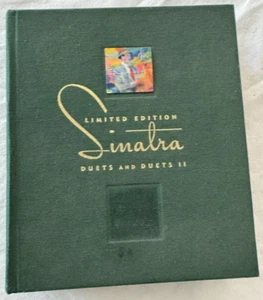 LIMITED EDITION
Sinatra
DUETS AND DUETS II